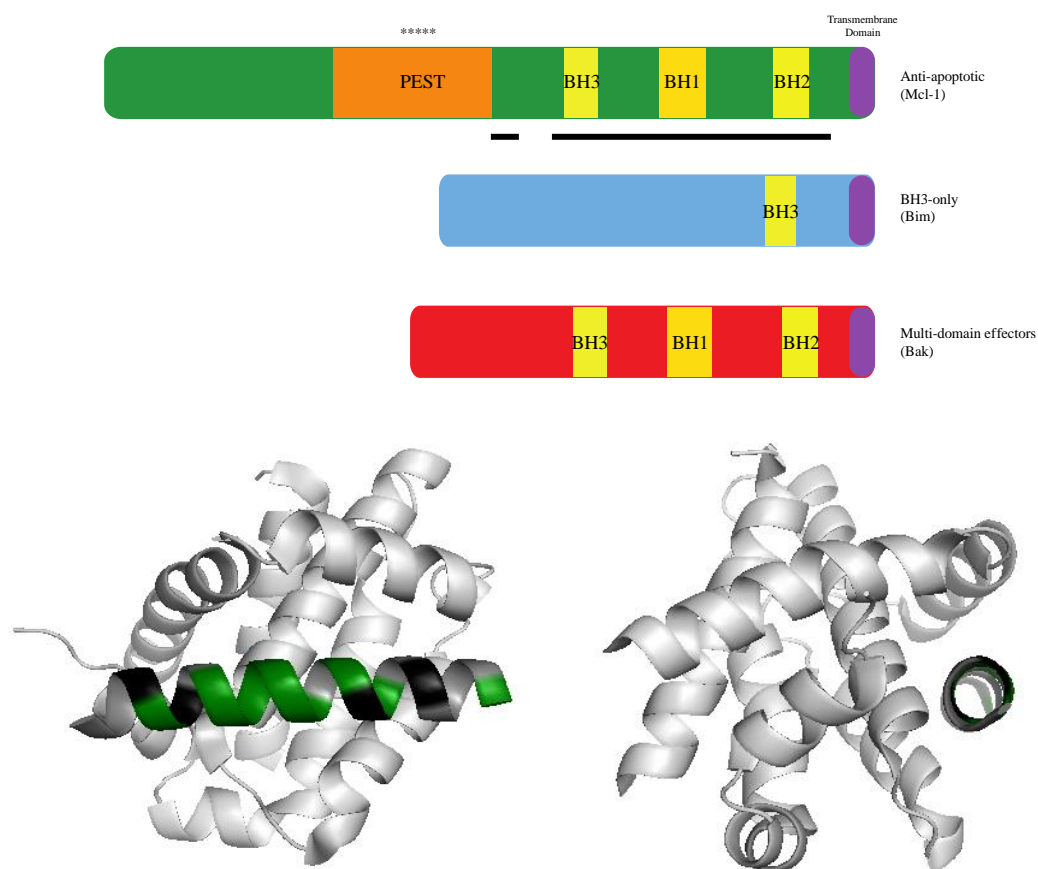 *****
Transmembrane
Domain
PEST
BH3
BH1
BH2
Anti-apoptotic
(Mcl-1)
BH3
BH3-only
(Bim)
BH3
BH1
BH2
Multi-domain effectors
(Bak)